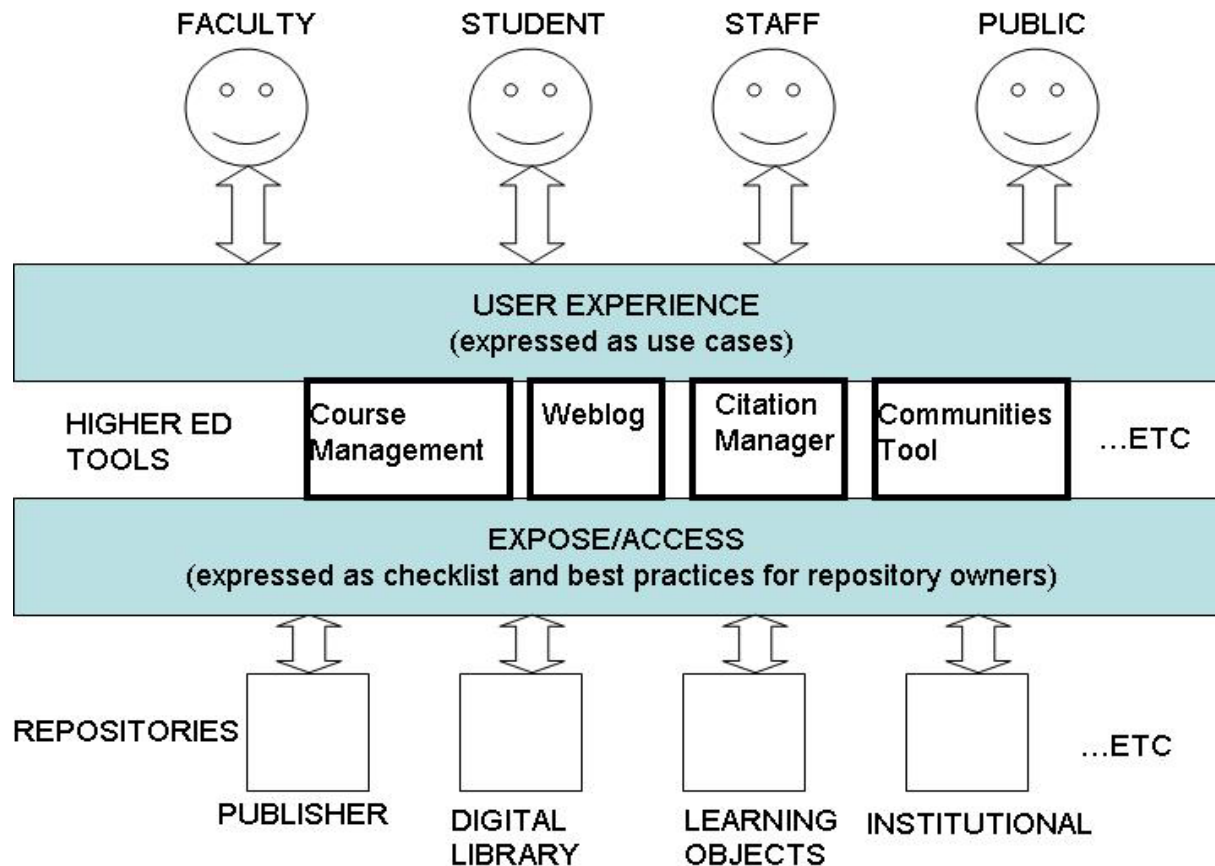 FACULTY
STUDENT
STAFF
PUBLIC
USER EXPERIENCE
(expressed as use cases)
HIGHER ED
TOOLS
Course
Management
Weblog
Citation
Manager
Communities
Tool
...ETC
EXPOSE/ACCESS
(expressed as checklist and best practices for repository owners)
REPOSITORIES
...ETC
PUBLISHER
DIGITAL
LIBRARY
LEARNING
OBJECTS
INSTITUTIONAL